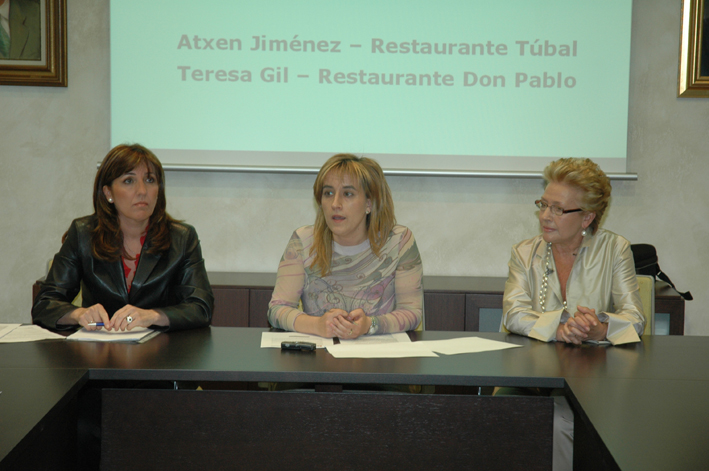 Atxen Jiménez – Restaurante Túbal
Teresa Gil – Restaurante Don Pablo